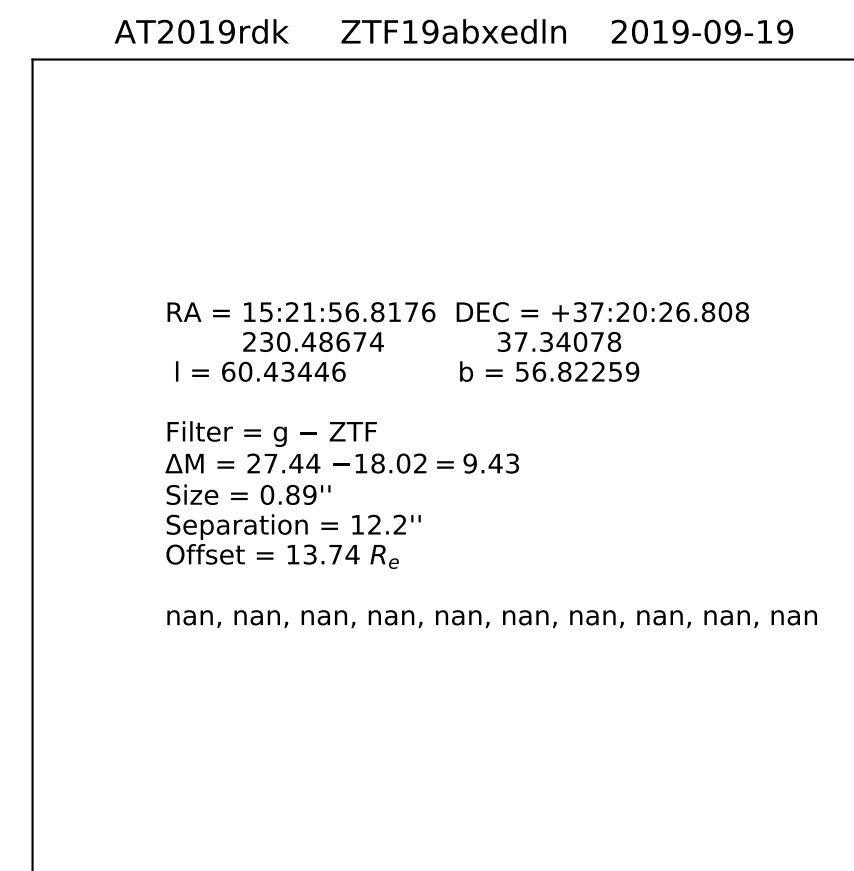 AT2019rdk ZTF19abxedln 2019-09-19
RA = 15:21:56.8176 DEC = +37:20:26.808
230.48674 37.34078
l = 60.43446 b = 56.82259
Filter = g − ZTF
ΔM = 27.44 −18.02 = 9.43
Size = 0.89''
Separation = 12.2''
Offset = 13.74 Re
nan, nan, nan, nan, nan, nan, nan, nan, nan, nan